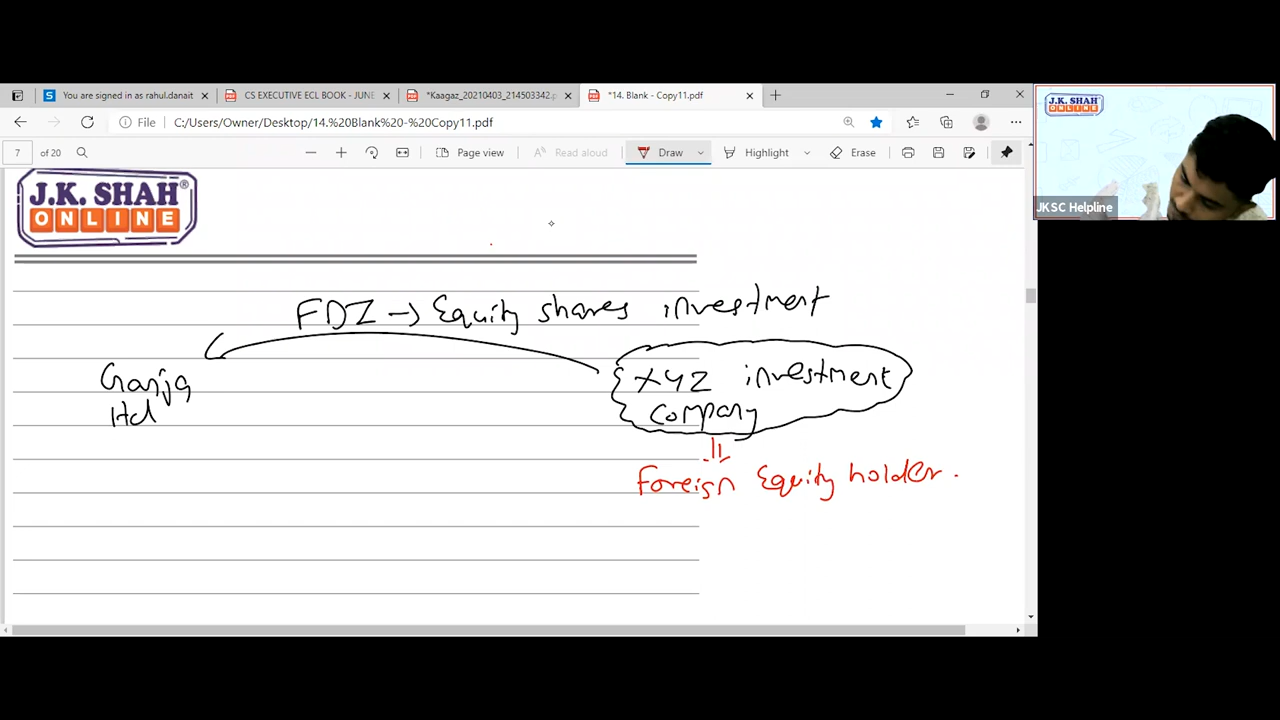 You are signed in as rahul.danait
CS EXECUTIVE ECL BOOK - JUNE
*Kaagaz_20210403_214503342.p
*14. Blank - Copy11.pdf
File C:/Users/Owner/Desktop/14.%20Blank%20-%20Copy11.pdf
7 of 20 Page view Read aloud Draw Highlight Erase
J.K. SHAH®
ONLINE
J.K. SHAH
ONLINE
JKSC Helpline
FDI → Equity shares investment
Ganja
Ltd
XYZ investment
company
Foreign Equity holder.